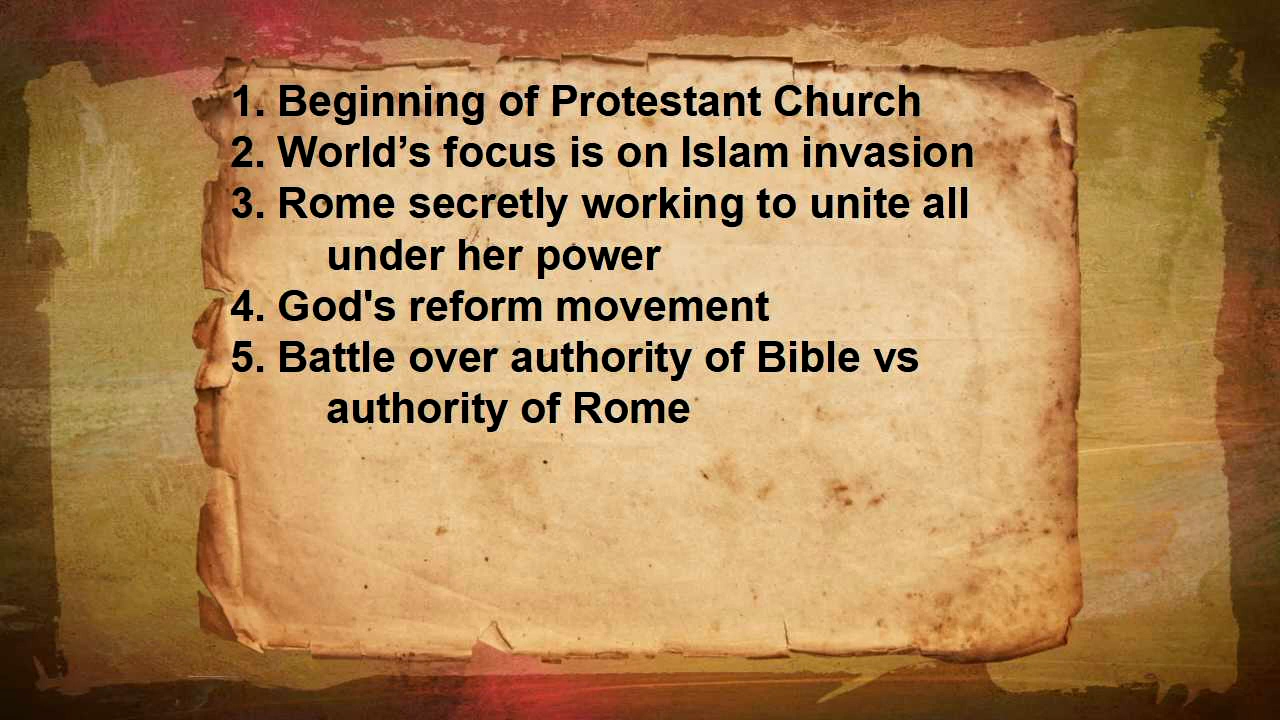 1. Beginning of Protestant Church
2. World’s focus is on Islam invasion
3. Rome secretly working to unite all
under her power
4. God's reform movement
5. Battle over authority of Bible vs
authority of Rome